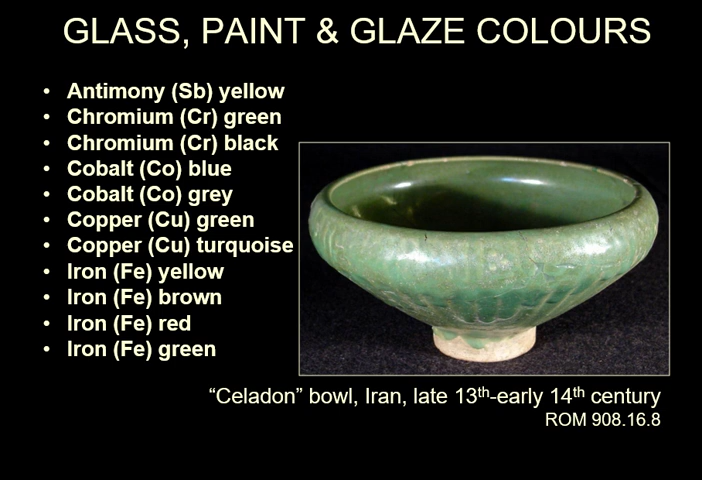 GLASS, PAINT & GLAZE COLOURS
• Antimony (Sb) yellow
• Chromium (Cr) green
• Chromium (Cr) black
• Cobalt (Co) blue
• Cobalt (Co) grey
• Copper (Cu) green
• Copper (Cu) turquoise
• Iron (Fe) yellow
• Iron (Fe) brown
• Iron (Fe) red
• Iron (Fe) green
“Celadon” bowl, Iran, late 13th-early 14th century
ROM 908.16.8